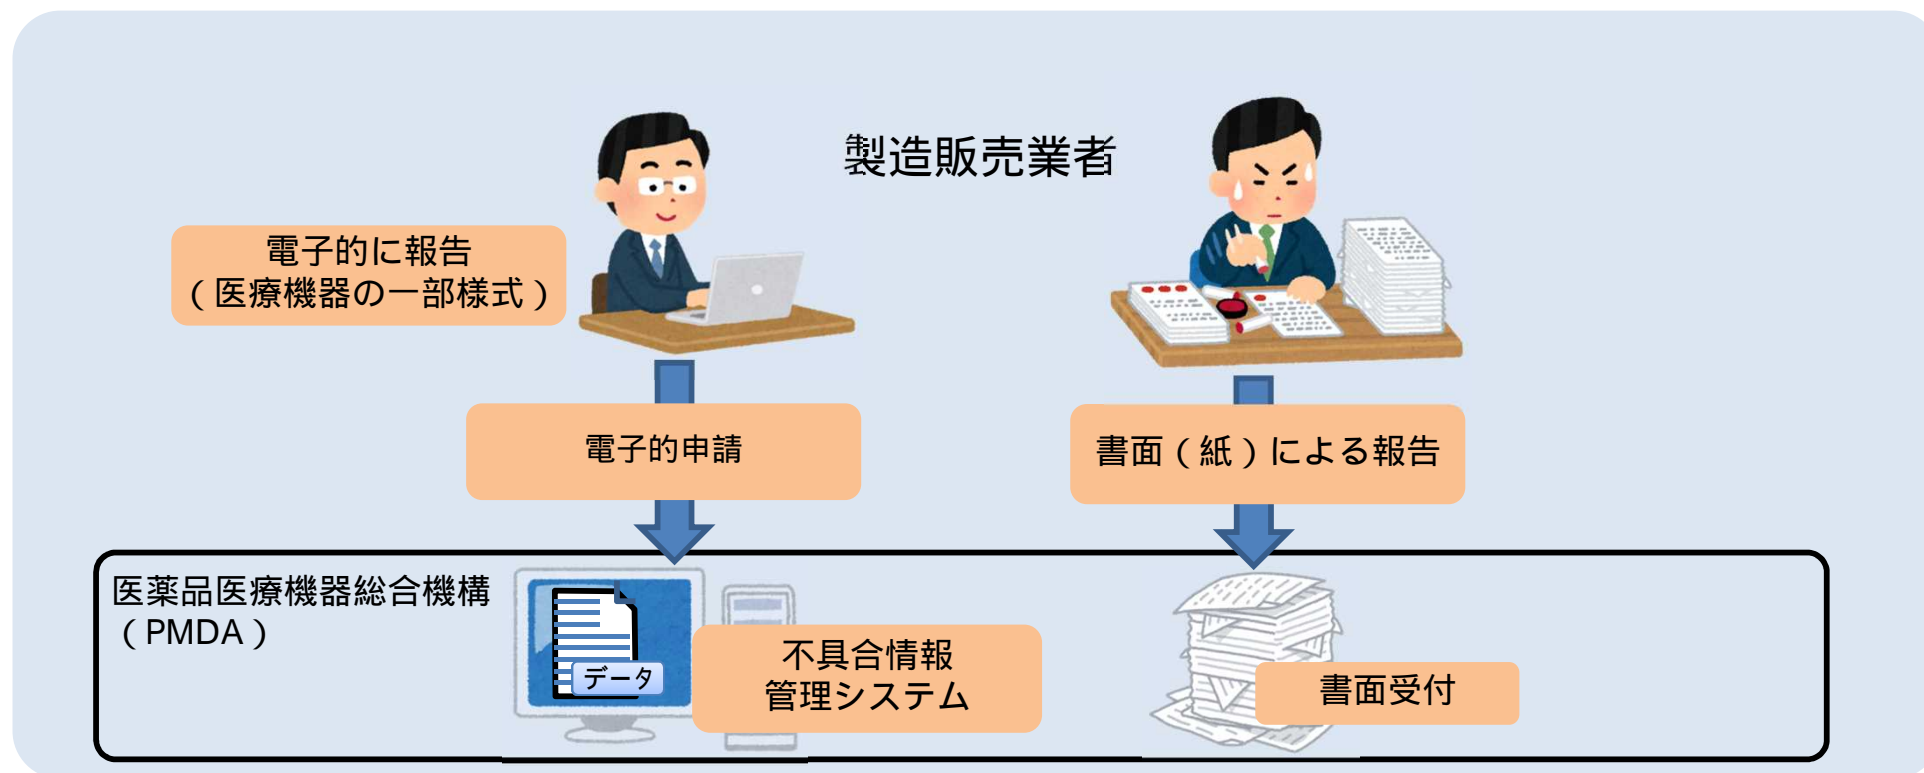 製造販売業者
電子的に報告
（医療機器の一部様式）
電子的申請
書面（紙）による報告
医薬品医療機器総合機構
（PMDA）
データ
不具合情報
管理システム
書面受付